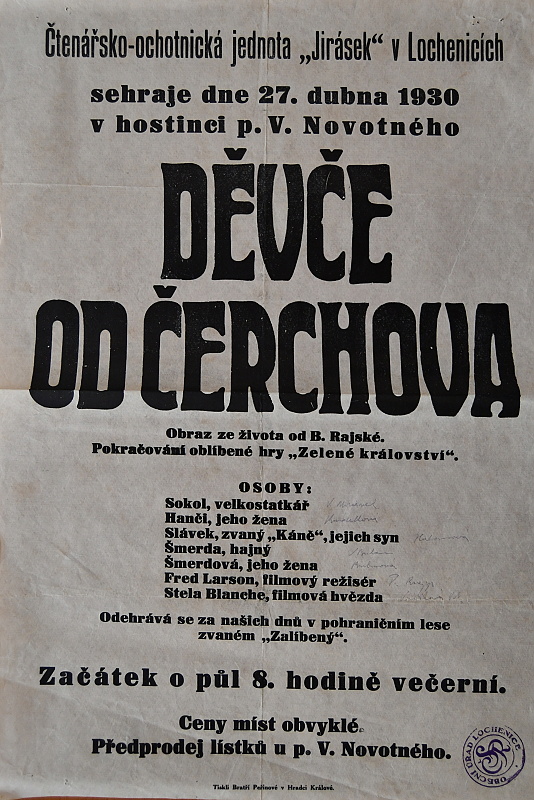 Čtenářsko-ochotnická jednota „Jirásek“ v Lochenicích
sehraje dne 27. dubna 1930
v hostinci p. V. Novotného
DĚVČE
OD ČERCHOVA
Obraz ze života od B. Rajské.
Pokračování oblíbené hry „Zelené království“.
OSOBY:
Sokol, velkostatkář
Hanči, jeho žena
Slávek, zvaný „Káně“, jejich syn
Šmerda, hajný
Šmerdová, jeho žena
Fred Larson, filmový režisér
Stela Blanche, filmová hvězda
Odehrává se za našich dnů v pohraničním lese
zvaném „Zalíbený“.
Začátek o půl 8. hodině večerní.
Ceny míst obvyklé.
Předprodej lístků u p. V. Novotného.
OBECNÍ ÚŘAD LOCHENICE
Tiskli Bratři Peřinové v Hradci Králové.